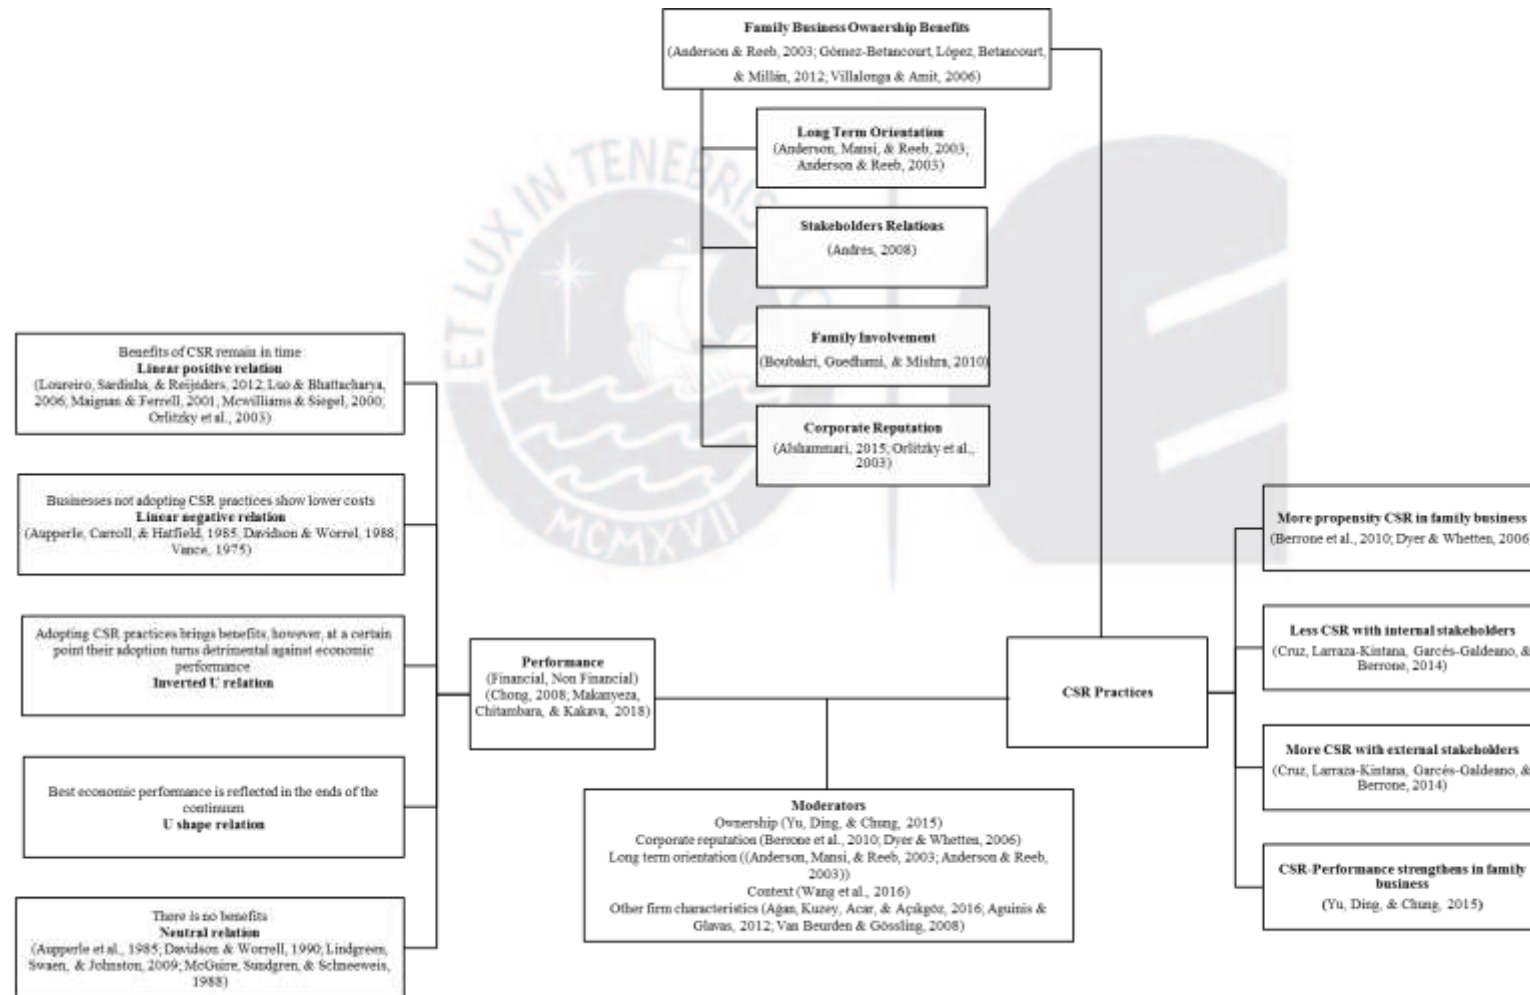 Family Business Ownership Benefits
(Anderson & Reeb, 2003; Gómez-Betancourt, López, Betancourt,
& Millán, 2012; Villalonga & Amit, 2006)
Long Term Orientation
(Anderson, Mansi, & Reeb, 2003,
Anderson & Reeb, 2003)
Stakeholders Relations
(Andres, 2008)
Family Involvement
(Boubakri, Guedhami, & Mishra, 2010)
Corporate Reputation
(Alshammari, 2015; Orlitzky et al.,
2003)
ET LUX IN TENEBRIS
MCMXVII
Benefits of CSR remain in time
Linear positive relation
(Loureiro, Sardinha, & Reijnders, 2012; Luo & Bhattacharya,
2006; Maignan & Ferrell, 2001; Mcwilliams & Siegel, 2000;
Orlitzky et al., 2003)
Businesses not adopting CSR practices show lower costs
Linear negative relation
(Aupperle, Carroll, & Hatfield, 1985; Davidson & Worrel, 1988;
Vance, 1975)
Adopting CSR practices brings benefits, however, at a certain
point their adoption turns detrimental against economic
performance
Inverted U relation
Best economic performance is reflected in the ends of the
continuum
U shape relation
There is no benefits
Neutral relation
(Aupperle et al., 1985; Davidson & Worrell, 1990; Lindgreen,
Swaen, & Johnston, 2009; McGuire, Sundgren, & Schneeweis,
1988)
Performance
(Financial, Non Financial)
(Chong, 2008; Makanyeza,
Chitambara, & Kakava, 2018)
CSR Practices
Moderators
Ownership (Yu, Ding, & Chung, 2015)
Corporate reputation (Berrone et al., 2010; Dyer & Whetten, 2006)
Long term orientation ((Anderson, Mansi, & Reeb, 2003; Anderson & Reeb,
2003))
Context (Wang et al., 2016)
Other firm characteristics (Ağan, Kuzey, Acar, & Açıkgöz, 2016; Aguinis &
Glavas, 2012; Van Beurden & Gössling, 2008)
More propensity CSR in family business
(Berrone et al., 2010; Dyer & Whetten, 2006)
Less CSR with internal stakeholders
(Cruz, Larraza-Kintana, Garcés-Galdeano, &
Berrone, 2014)
More CSR with external stakeholders
(Cruz, Larraza-Kintana, Garcés-Galdeano, &
Berrone, 2014)
CSR-Performance strengthens in family
business
(Yu, Ding, & Chung, 2015)